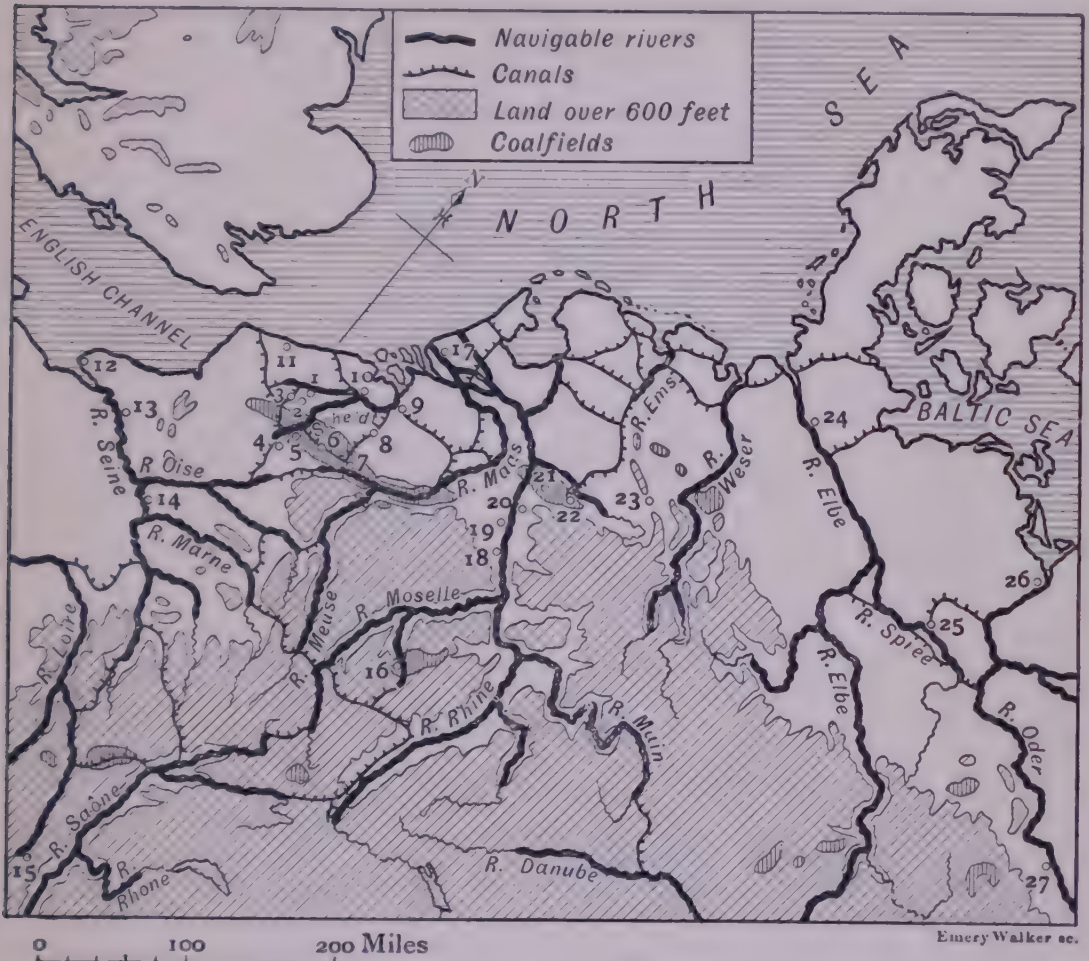 Navigable rivers
Canals
Land over 600 feet
Coalfields
N
NORTH
SEA
ENGLISH CHANNEL
BALTIC SEA
11
12
1
10
17
13
3
2
9
R. Seine
4
5
6
held
8
7
R. Ems
24
R. Oise
R. Maas
R. Weser
R. Elbe
14
21
20
22
23
19
18
R. Marne
R. Meuse
R. Moselle
26
R. Loire
16
25
R. Spree
R. Rhine
R. Main
R. Elbe
R. Oder
R. Saône
15
R. Rhone
R. Danube
27
0 100 200 Miles
Emery Walker sc.